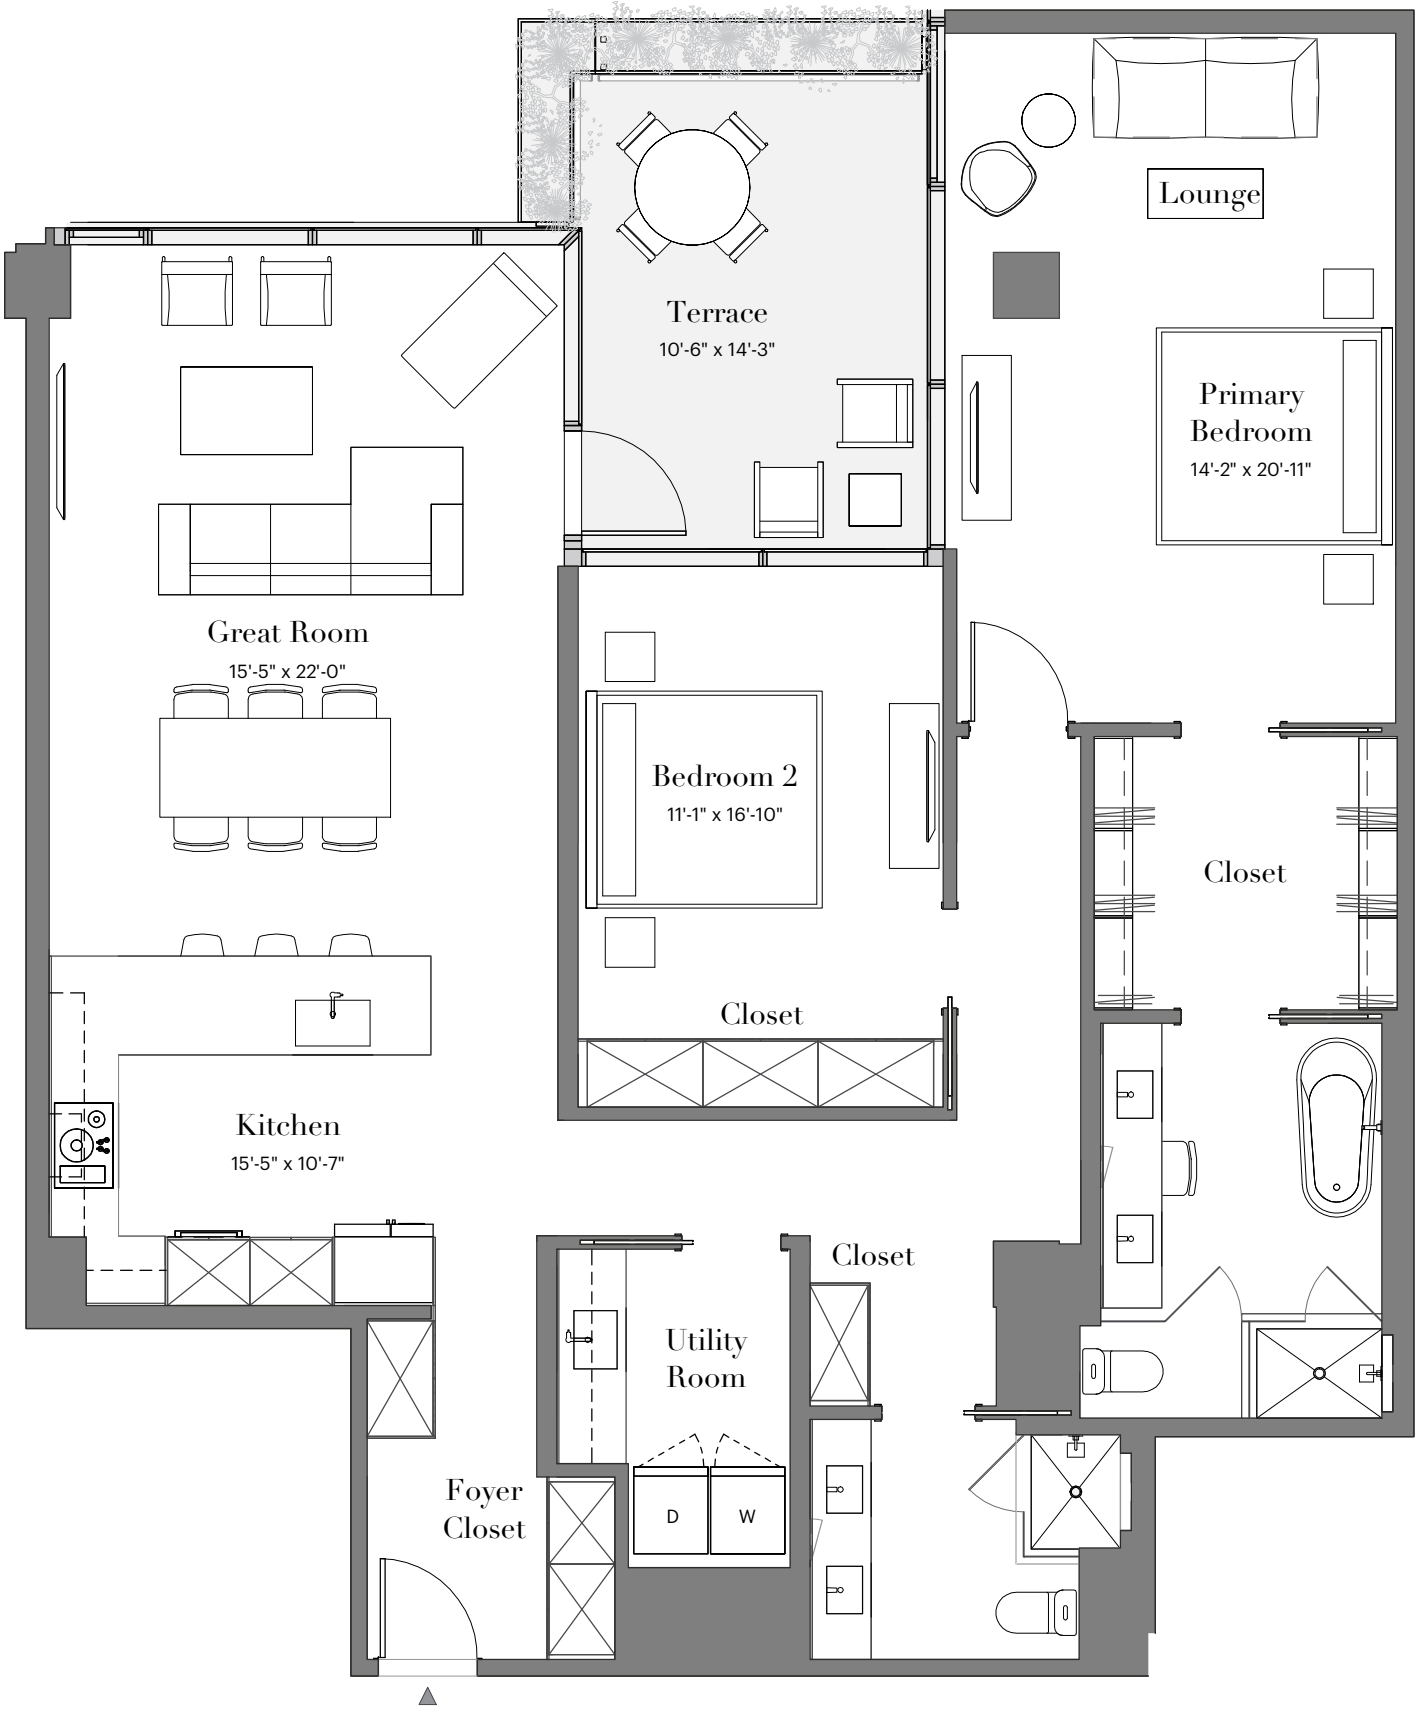 Lounge
Terrace
10'-6" x 14'-3"
Primary
Bedroom
14'-2" x 20'-11"
Great Room
15'-5" x 22'-0"
Bedroom 2
11'-1" x 16'-10"
Closet
Closet
Kitchen
15'-5" x 10'-7"
Closet
Utility
Room
Foyer
Closet
D
W